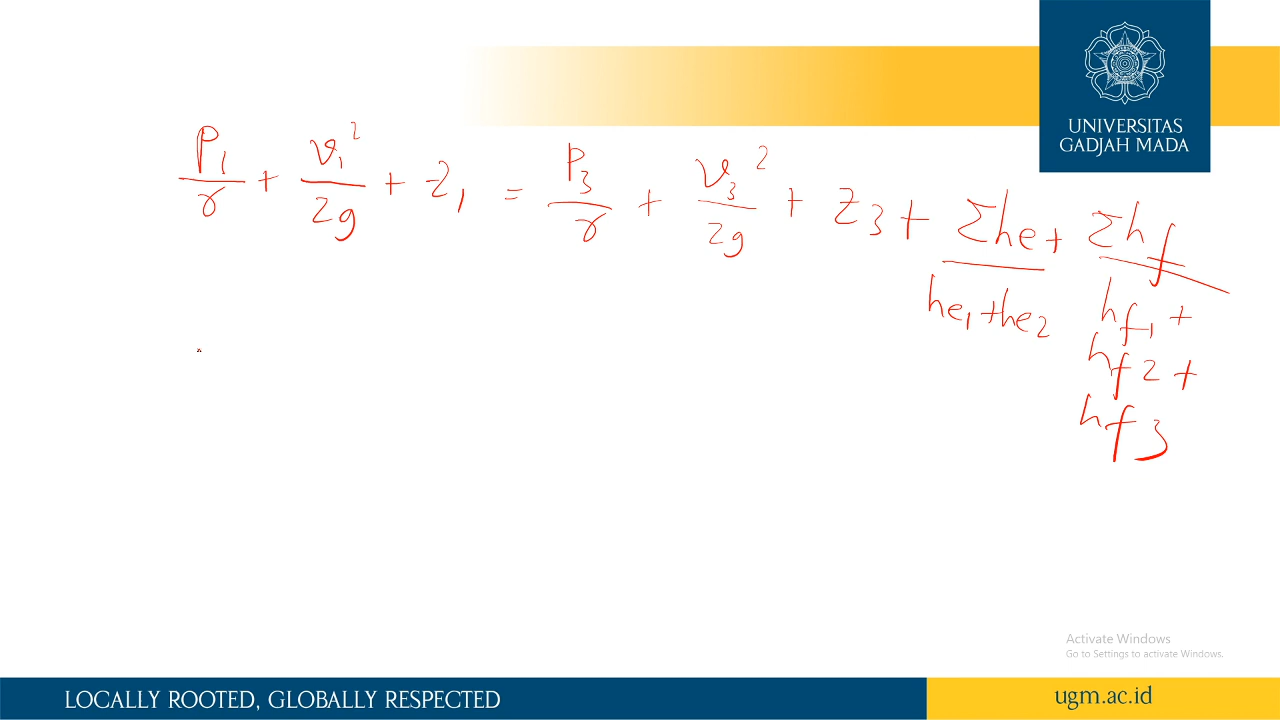 UNIVERSITAS
GADJAH MADA
P₁/γ + v₁²/2g + z₁ = P₃/γ + v₃²/2g + z₃ + Σhe + Σhf
he₁ + he₂
hf₁ +
hf2 +
hf3
Activate Windows
Go to Settings to activate Windows.
LOCALLY ROOTED, GLOBALLY RESPECTED
ugm.ac.id